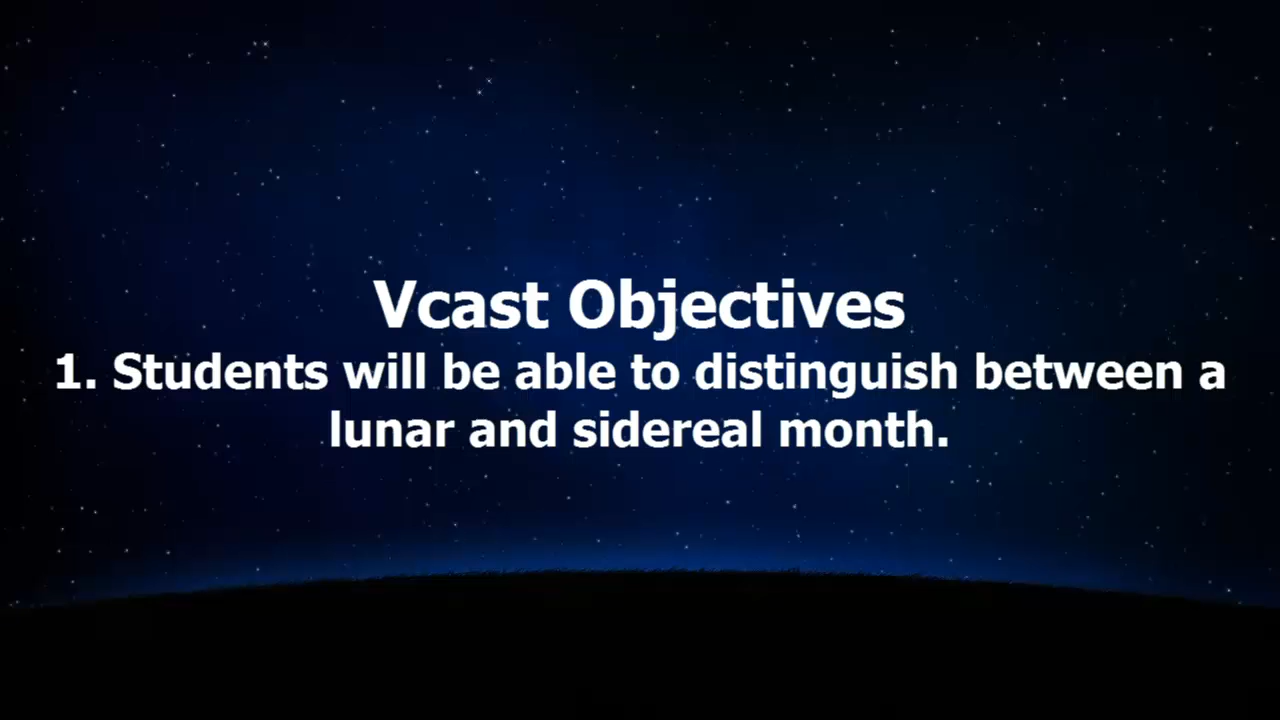 Vcast Objectives
1. Students will be able to distinguish between a
lunar and sidereal month.